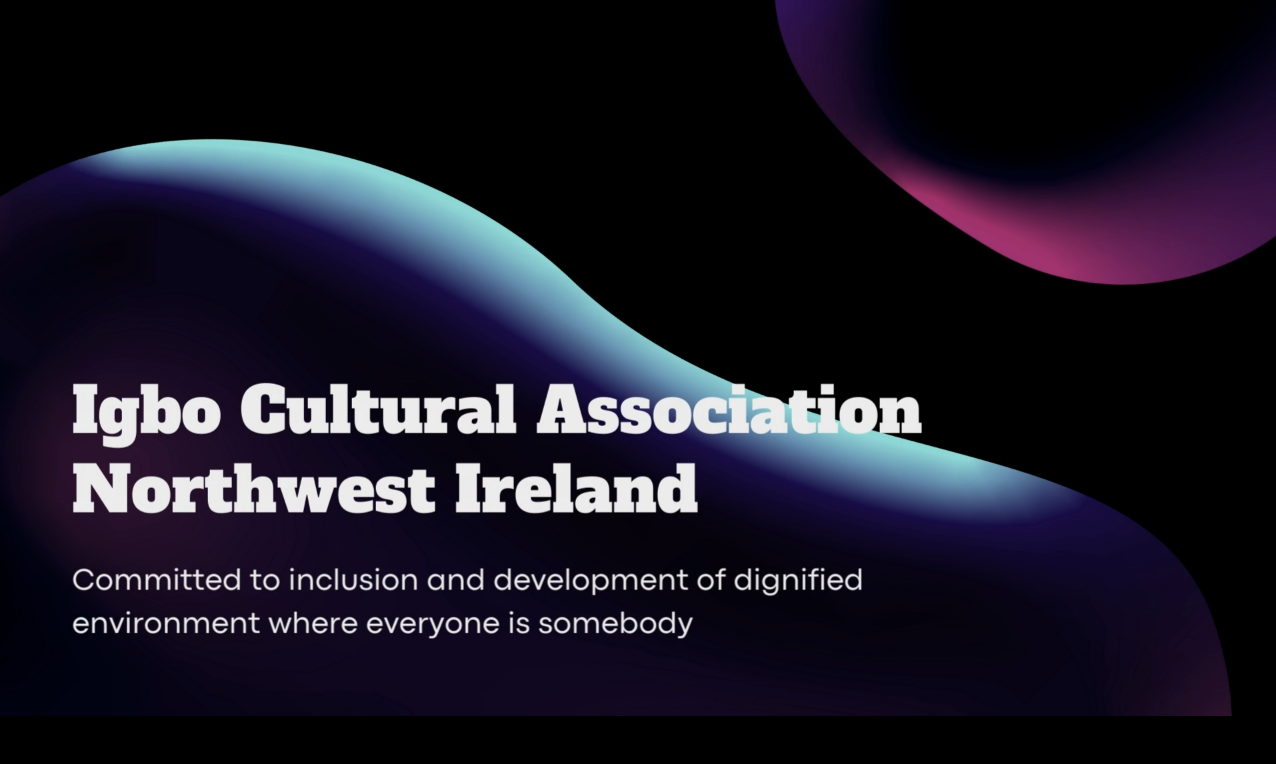 Igbo Cultural Association
Northwest Ireland
Committed to inclusion and development of dignified
environment where everyone is somebody